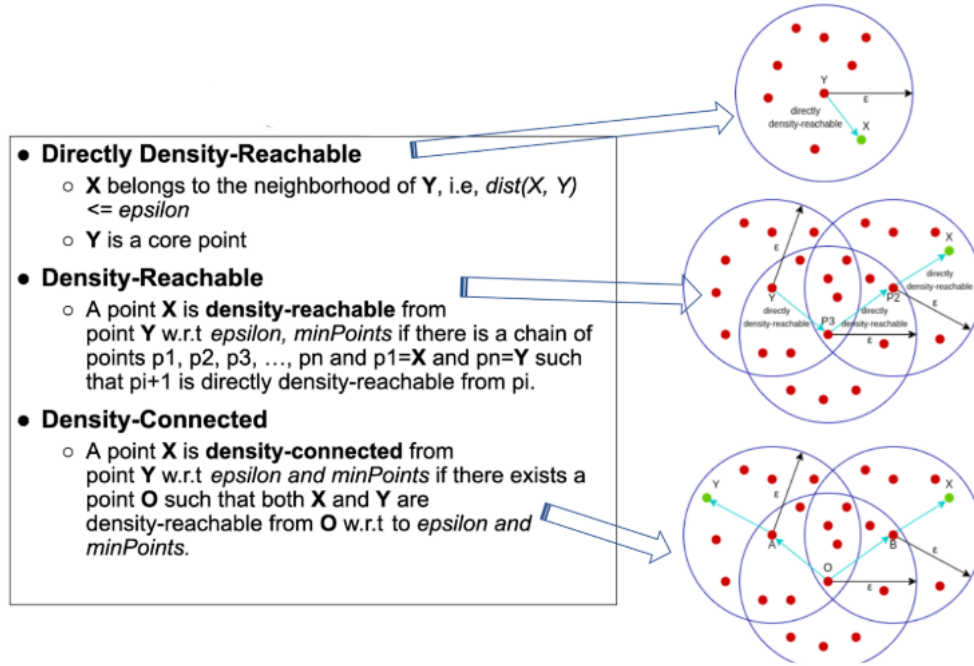 ● Directly Density-Reachable
○ X belongs to the neighborhood of Y, i.e, dist(X, Y)
<= epsilon
○ Y is a core point
● Density-Reachable
○ A point X is density-reachable from
point Y w.r.t epsilon, minPoints if there is a chain of
points p1, p2, p3, …, pn and p1=X and pn=Y such
that pi+1 is directly density-reachable from pi.
● Density-Connected
○ A point X is density-connected from
point Y w.r.t epsilon and minPoints if there exists a
point O such that both X and Y are
density-reachable from O w.r.t to epsilon and
minPoints.
Y
ε
directly
density-reachable
X
ε
X
directly
density-reachable
Y
P2
directly
density-reachable
P3
directly
density-reachable
ε
ε
Y
ε
X
A
B
ε
O
ε